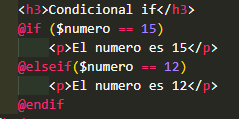 <h3>Condicional if</h3>
@if ($numero == 15)
<p>El numero es 15</p>
@elseif($numero == 12)
<p>El numero es 12</p>
@endif